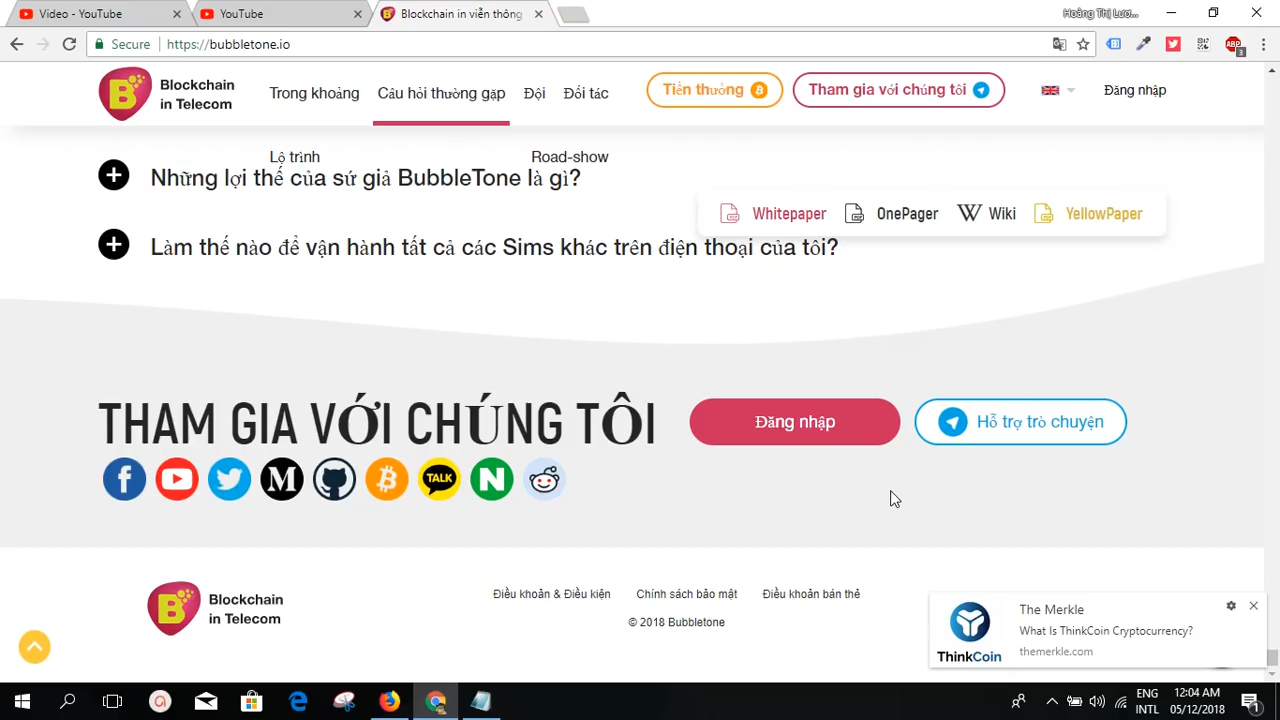 Video - YouTube
YouTube
Blockchain in viễn thông
Hoàng Thị Lươ...
Secure
https://bubbletone.io
3
Blockchain
in Telecom
Trọng khoảng
Câu hỏi thường gặp
Đội
Đối tác
Tiền thưởng
Tham gia với chúng tôi
Đăng nhập
Lộ trình
Road-show
Những lợi thế của sứ giả BubbleTone là gì?
Whitepaper
OnePager
Wiki
YellowPaper
Làm thế nào để vận hành tất cả các Sims khác trên điện thoại của tôi?
THAM GIA VỚI CHÚNG TÔI
Đăng nhập
Hỗ trợ trò chuyện
TALK
Blockchain
in Telecom
Điều khoản & Điều kiện
Chính sách bảo mật
Điều khoản bán thẻ
© 2018 Bubbletone
The Merkle
What Is ThinkCoin Cryptocurrency?
themerkle.com
ThinkCoin
ENG
INTL
12:04 AM
05/12/2018
1